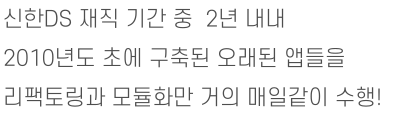 신한DS 재직 기간 중  2년 내내
2010년도 초에 구축된 오래된 앱들을
리팩토링과 모듈화만 거의 매일같이 수행!